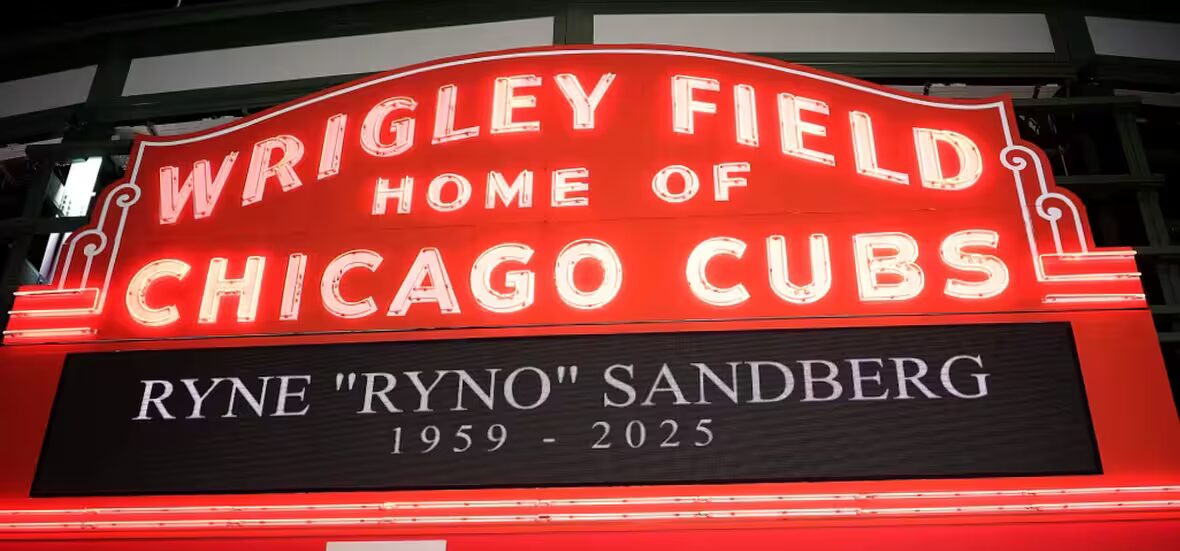 WRIGLEY FIELD
HOME OF
CHICAGO CUBS
RYNE "RYNO" SANDBERG
1959 - 2025